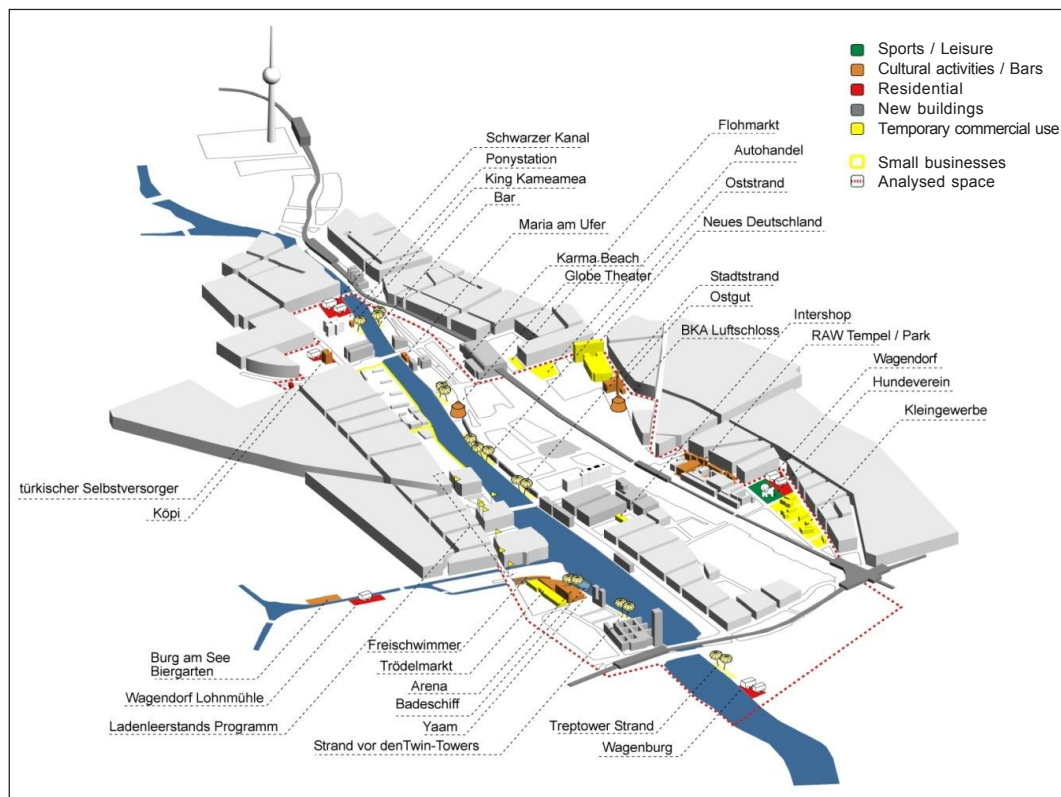 Sports / Leisure
Cultural activities / Bars
Residential
New buildings
Temporary commercial use
Small businesses
Analysed space
Flohmarkt
Autohandel
Oststrand
Neues Deutschland
Schwarzer Kanal
Ponystation
King Kameamea
Bar
Maria am Ufer
Karma Beach
Globe Theater
Stadtstrand
Ostgut
BKA Luftschloss
Intershop
RAW Tempel / Park
Wagendorf
Hundeverein
Kleingewerbe
türkischer Selbstversorger
Köpi
Burg am See
Biergarten
Wagendorf Lohnmühle
Ladenleerstands Programm
Freischwimmer
Trödelmarkt
Arena
Badeschiff
Yaam
Strand vor denTwin-Towers
Treptower Strand
Wagenburg